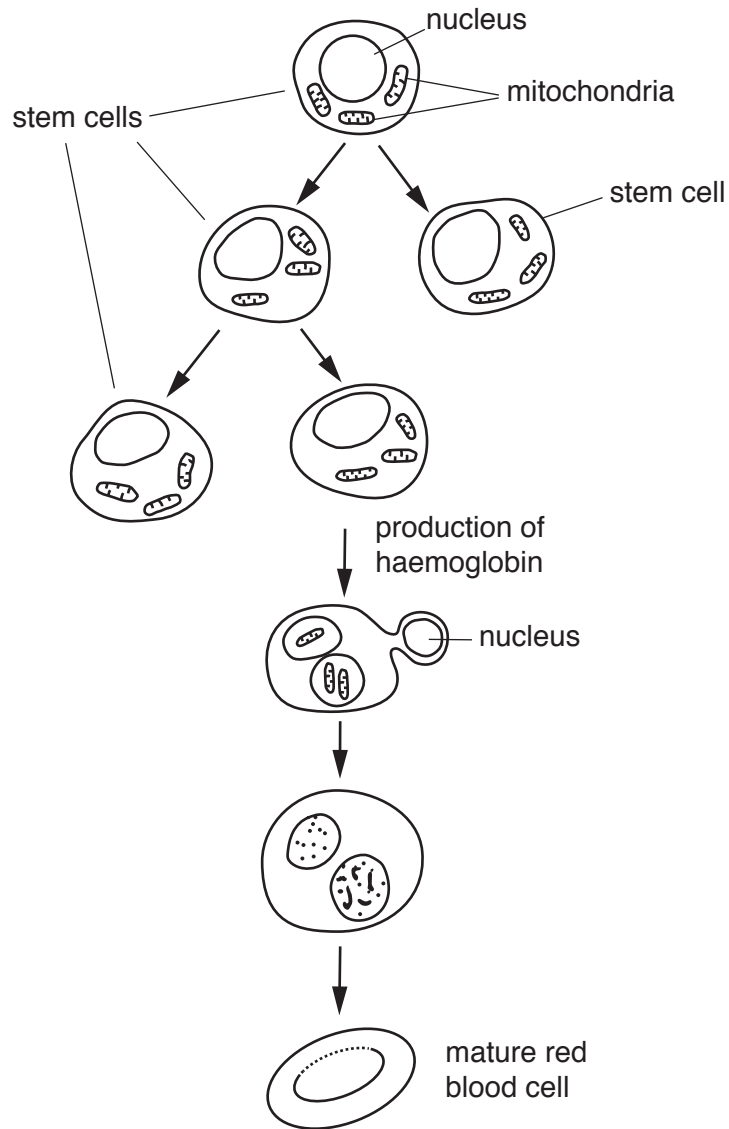 nucleus
mitochondria
stem cells
stem cell
production of
haemoglobin
nucleus
mature red
blood cell